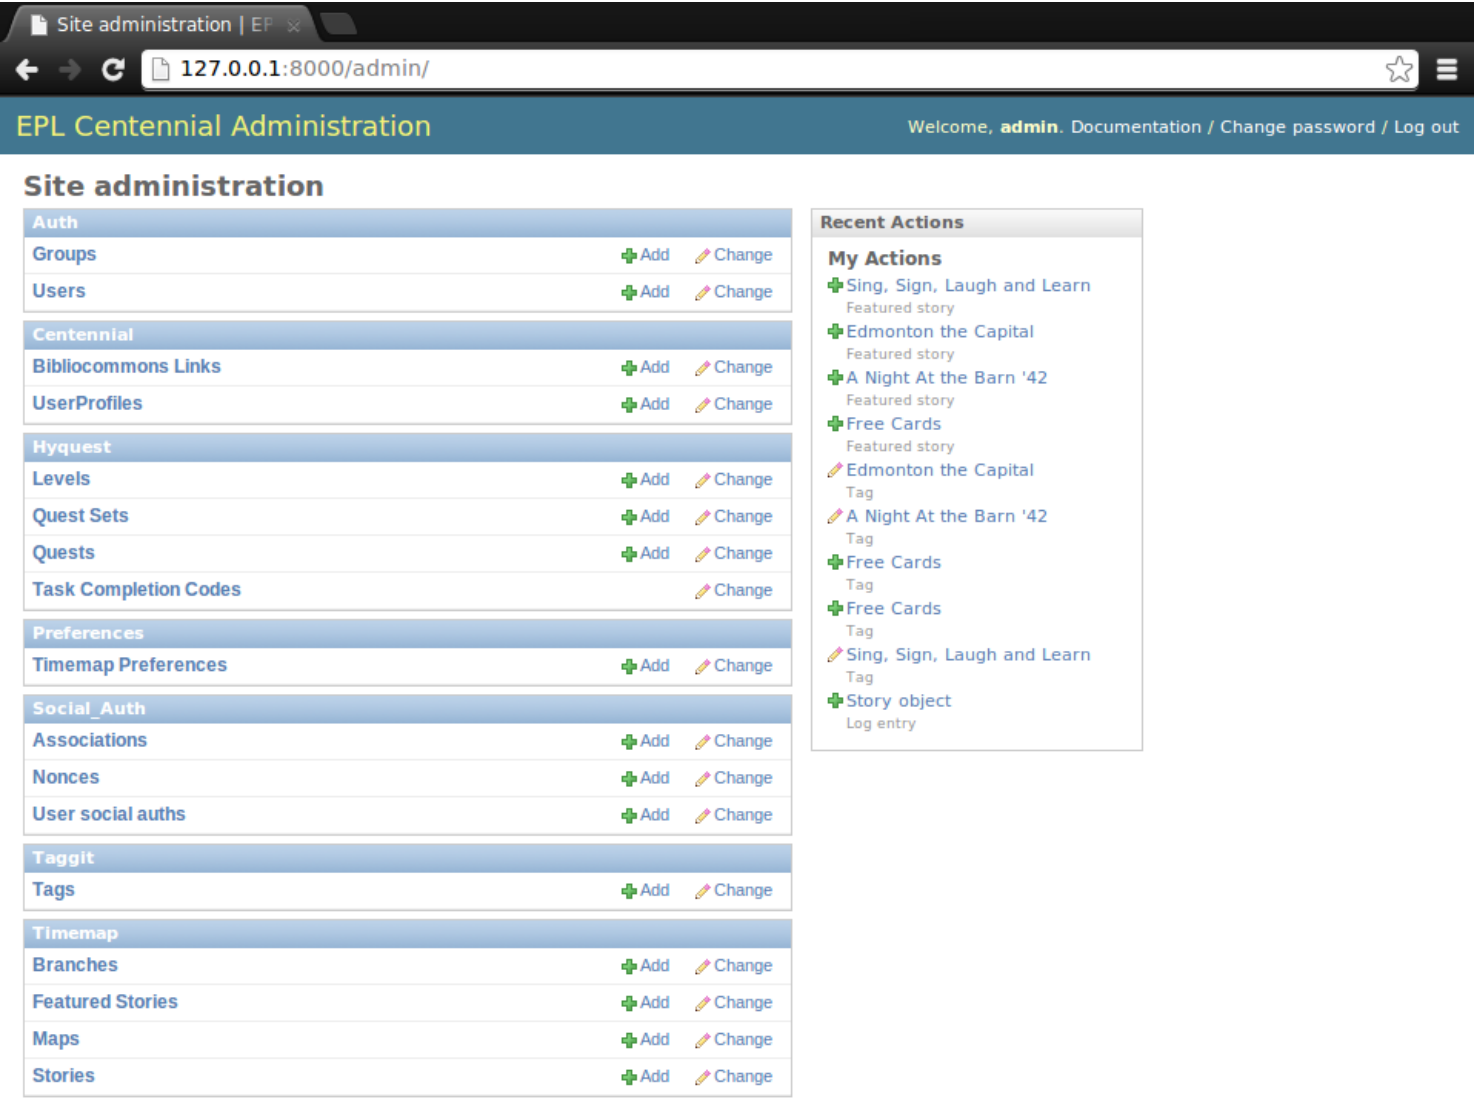 Site administration | EP
127.0.0.1:8000/admin/
EPL Centennial Administration
Welcome, admin. Documentation / Change password / Log out
Site administration
Auth
Groups Add Change
Users Add Change
Centennial
Bibliocommons Links Add Change
UserProfiles Add Change
Hyquest
Levels Add Change
Quest Sets Add Change
Quests Add Change
Task Completion Codes Change
Preferences
Timemap Preferences Add Change
Social_Auth
Associations Add Change
Nonces Add Change
User social auths Add Change
Taggit
Tags Add Change
Timemap
Branches Add Change
Featured Stories Add Change
Maps Add Change
Stories Add Change
Recent Actions
My Actions
Sing, Sign, Laugh and Learn
Featured story
Edmonton the Capital
Featured story
A Night At the Barn '42
Featured story
Free Cards
Featured story
Edmonton the Capital
Tag
A Night At the Barn '42
Tag
Free Cards
Tag
Free Cards
Tag
Sing, Sign, Laugh and Learn
Tag
Story object
Log entry